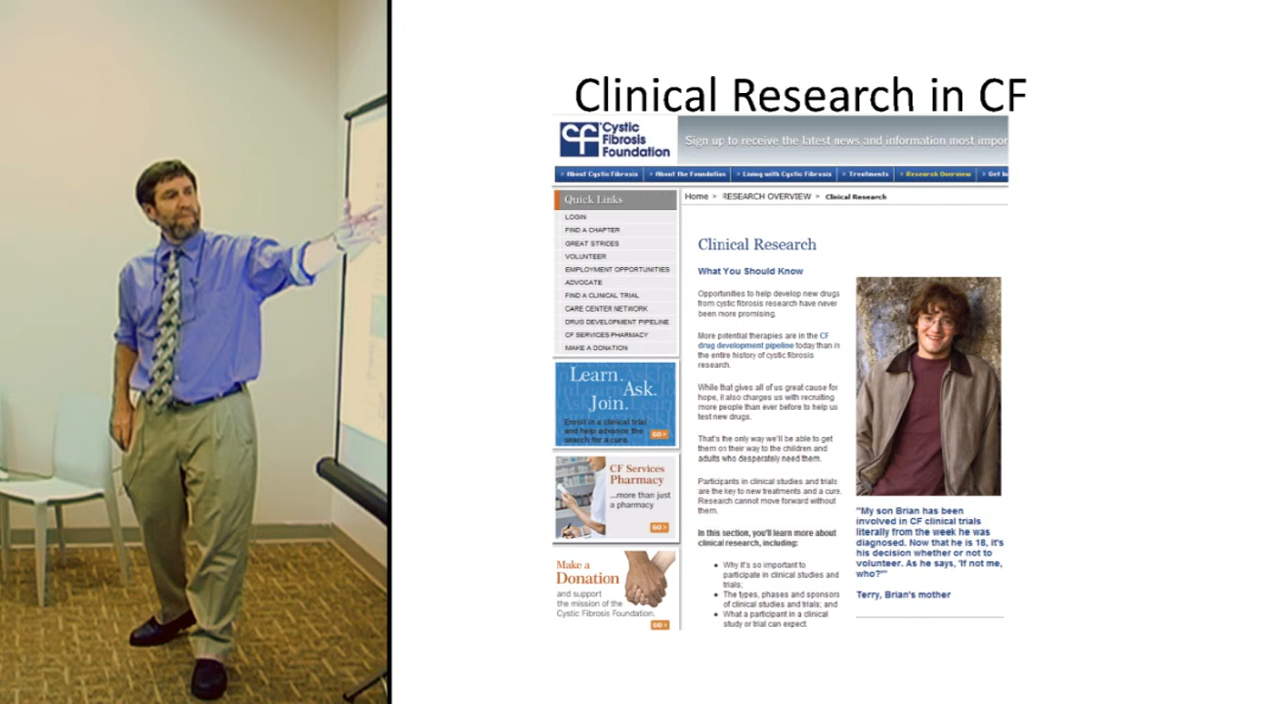 Clinical Research in CF
cf Cystic
Fibrosis
Foundation
Sign up to receive the latest news and information most impor
> About Cystic Fibrosis > About the Foundation > Living with Cystic Fibrosis > Treatments > Research Overview > Get In
Quick Links
LOGIN
FIND A CHAPTER
GREAT STRIDES
VOLUNTEER
EMPLOYMENT OPPORTUNITIES
ADVOCATE
FIND A CLINICAL TRIAL
CARE CENTER NETWORK
DRUG DEVELOPMENT PIPELINE
CF SERVICES PHARMACY
MAKE A DONATION
Learn.
Ask.
Join.
Enroll in a clinical trial
and help advance the
search for a cure.
GO >
CF Services
Pharmacy
...more than just
a pharmacy
GO >
Make a
Donation
and support
the mission of the
Cystic Fibrosis Foundation.
GO >
Home > RESEARCH OVERVIEW > Clinical Research
Clinical Research
What You Should Know
Opportunities to help develop new drugs
from cystic fibrosis research have never
been more promising.
More potential therapies are in the CF
drug development pipeline today than in
the entire history of cystic fibrosis
research.
While that gives all of us great cause for
hope, it also charges us with recruiting
more people than ever before to help us
test new drugs.
That's the only way we'll be able to get
them on their way to the children and
adults who desperately need them.
Participants in clinical studies and trials
are the key to new treatments and a cure.
Research cannot move forward without
them.
In this section, you'll learn more about
clinical research, including:
• Why it's so important to
participate in clinical studies and
trials;
• The types, phases and sponsors
of clinical studies and trials; and
• What a participant in a clinical
study or trial can expect.
"My son Brian has been
involved in CF clinical trials
literally from the week he was
diagnosed. Now that he is 18, it's
his decision whether or not to
volunteer. As he says, 'If not me,
who?'"
Terry, Brian's mother